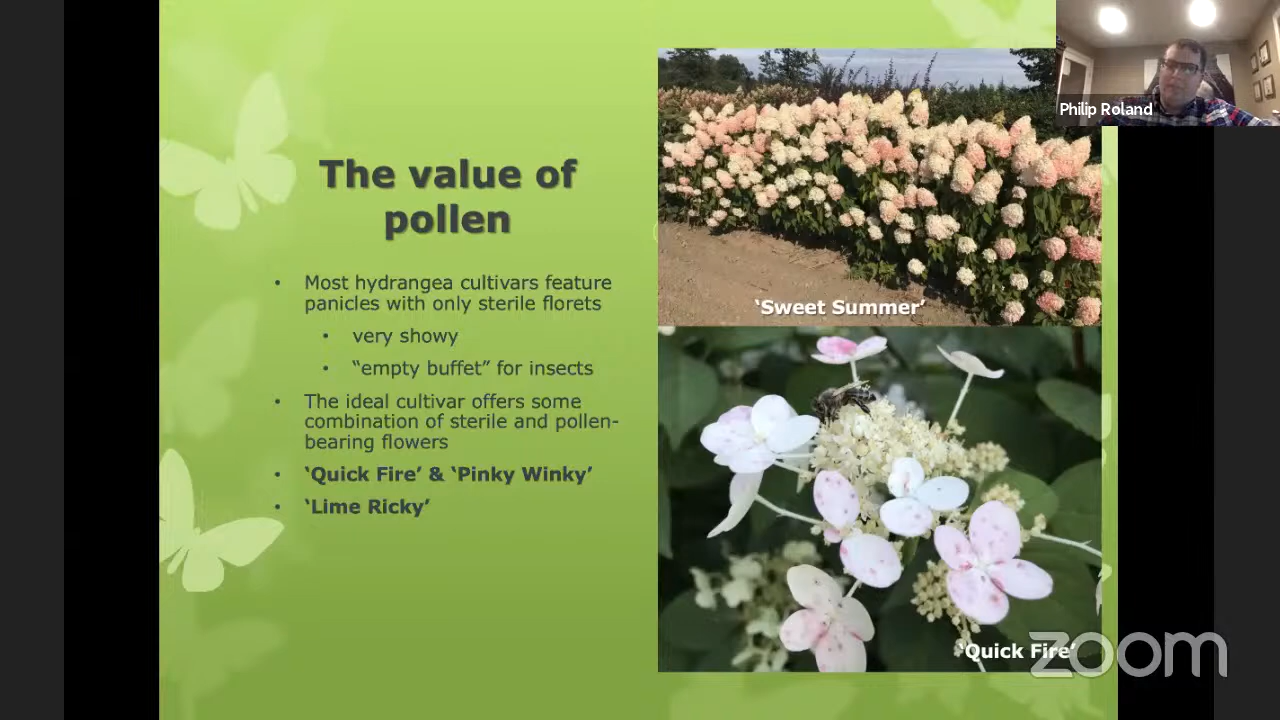 Philip Roland
The value of
pollen
• Most hydrangea cultivars feature
panicles with only sterile florets
• very showy
• “empty buffet” for insects
• The ideal cultivar offers some
combination of sterile and pollen-
bearing flowers
• ‘Quick Fire’ & ‘Pinky Winky’
• ‘Lime Ricky’
‘Sweet Summer’
‘Quick Fire’
zoom